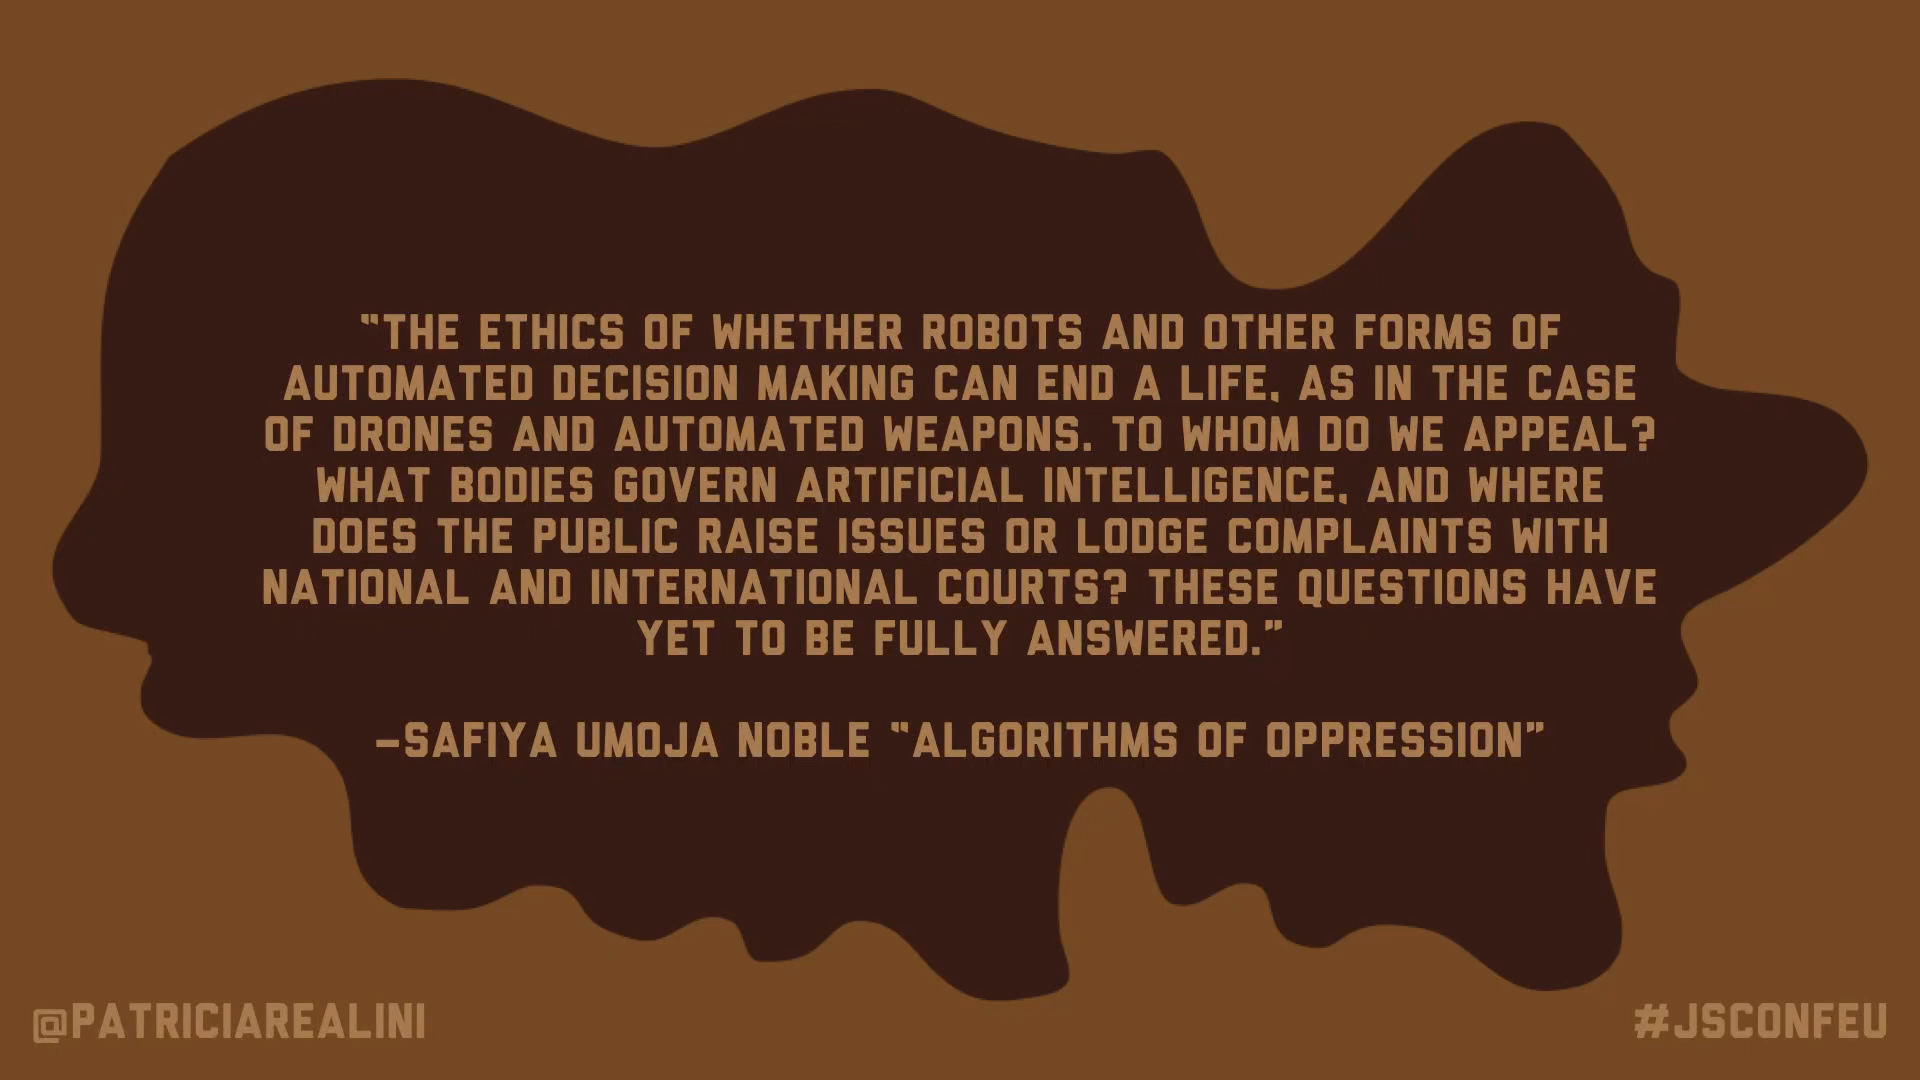 “THE ETHICS OF WHETHER ROBOTS AND OTHER FORMS OF
AUTOMATED DECISION MAKING CAN END A LIFE, AS IN THE CASE
OF DRONES AND AUTOMATED WEAPONS. TO WHOM DO WE APPEAL?
WHAT BODIES GOVERN ARTIFICIAL INTELLIGENCE, AND WHERE
DOES THE PUBLIC RAISE ISSUES OR LODGE COMPLAINTS WITH
NATIONAL AND INTERNATIONAL COURTS? THESE QUESTIONS HAVE
YET TO BE FULLY ANSWERED.”
–SAFIYA UMOJA NOBLE “ALGORITHMS OF OPPRESSION”
@PATRICIAREALINI
#JSCONFEU